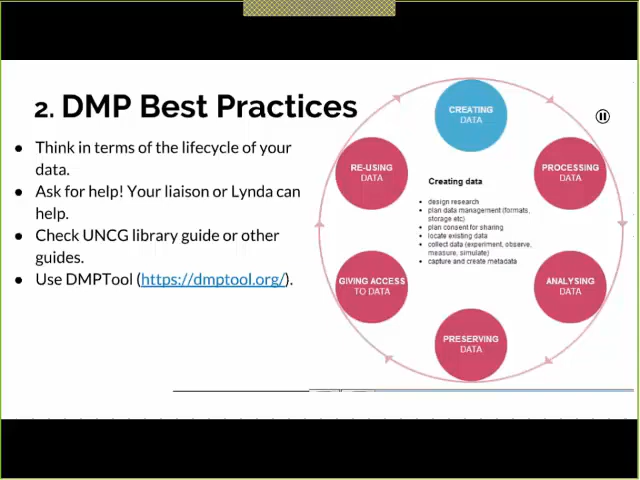 2. DMP Best Practices
● Think in terms of the lifecycle of your
data.
● Ask for help! Your liaison or Lynda can
help.
● Check UNCG library guide or other
guides.
● Use DMPTool (https://dmptool.org/).
CREATING
DATA
PROCESSING
DATA
ANALYSING
DATA
PRESERVING
DATA
GIVING ACCESS
TO DATA
RE-USING
DATA
Creating data
• design research
• plan data management (formats,
storage etc)
• plan consent for sharing
• locate existing data
• collect data (experiment, observe,
measure, simulate)
• capture and create metadata